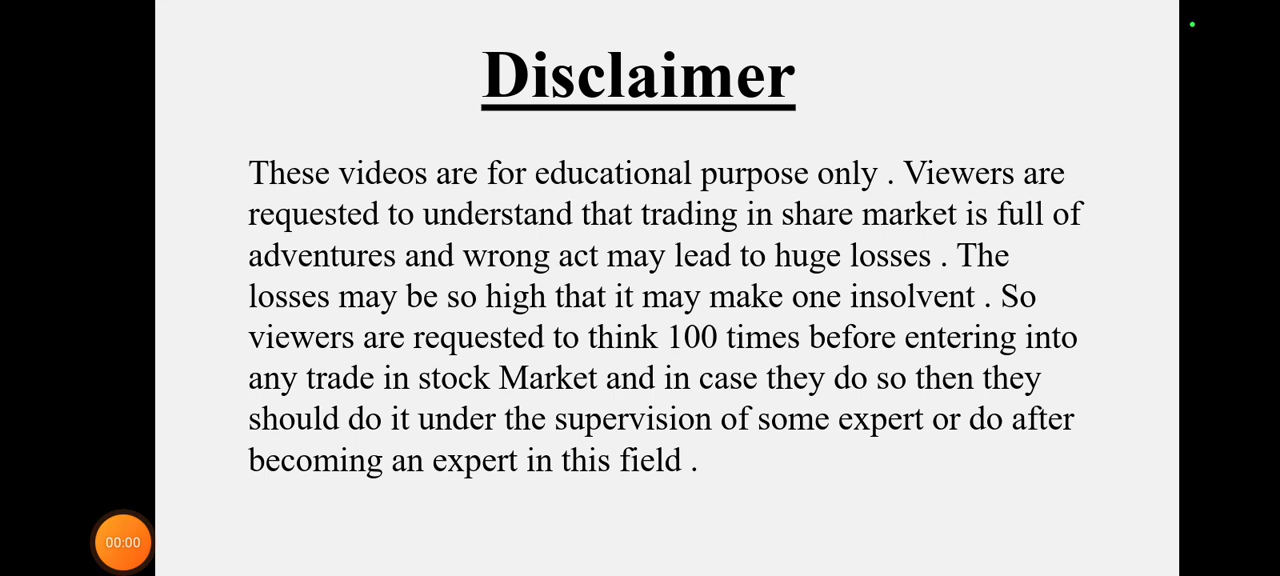 Disclaimer
These videos are for educational purpose only . Viewers are
requested to understand that trading in share market is full of
adventures and wrong act may lead to huge losses . The
losses may be so high that it may make one insolvent . So
viewers are requested to think 100 times before entering into
any trade in stock Market and in case they do so then they
should do it under the supervision of some expert or do after
becoming an expert in this field .
00:00